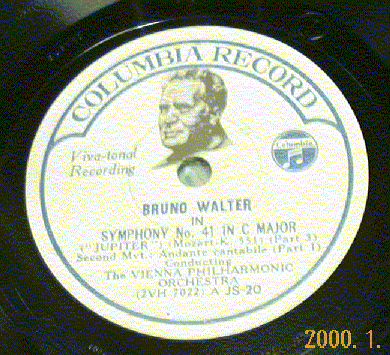 COLUMBIA RECORD
Viva-tonal
Recording
Columbia
BRUNO WALTER
IN
SYMPHONY No. 41 IN C MAJOR
("JUPITER") (Mozart-K. 551) (Part 3)
Second Mvt.: Andante cantabile (Part 1)
Conducting
The VIENNA PHILHARMONIC
ORCHESTRA
(2VH 7022) A JS-20
2000. 1.